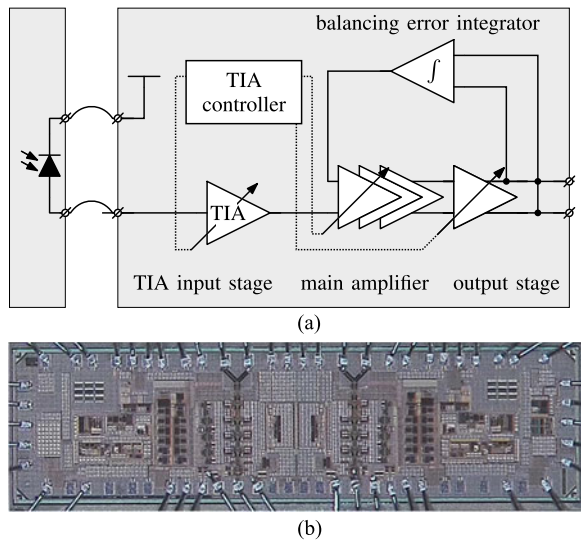 balancing error integrator
∫
TIA
controller
TIA
TIA input stage
main amplifier
output stage
(a)
(b)